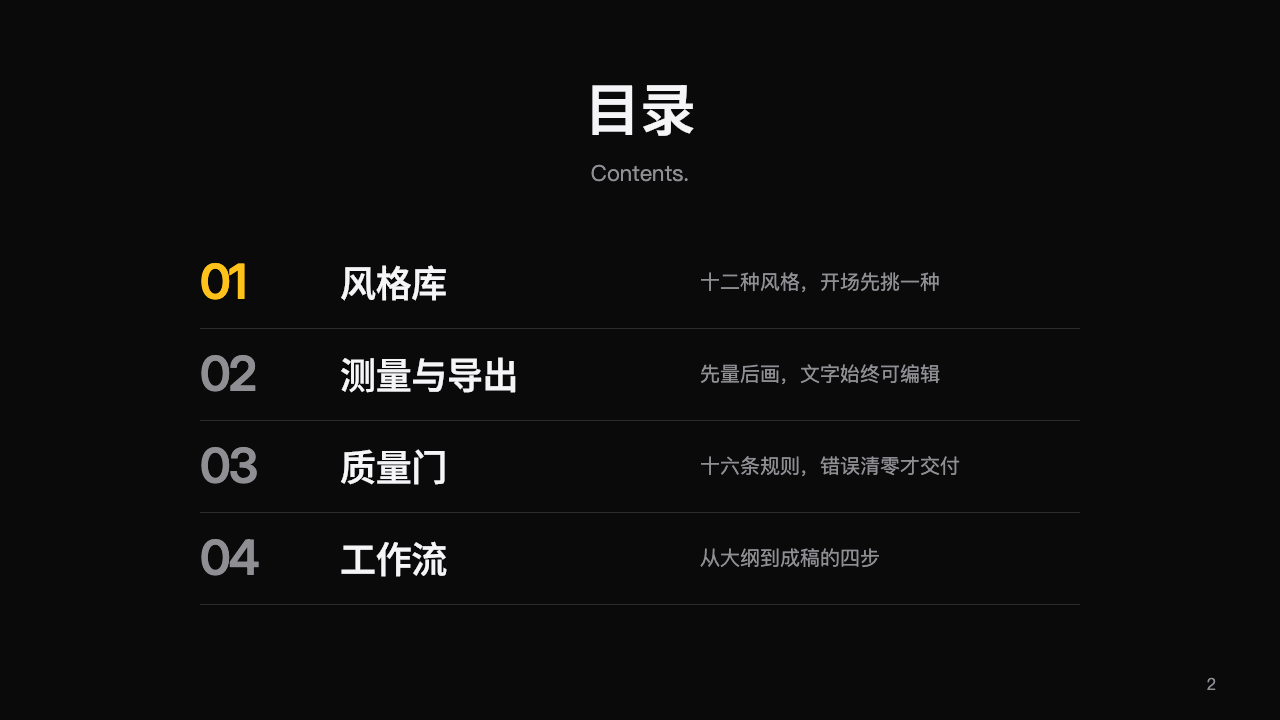 目录
Contents.
01 风格库 十二种风格，开场先挑一种
02 测量与导出 先量后画，文字始终可编辑
03 质量门 十六条规则，错误清零才交付
04 工作流 从大纲到成稿的四步
2